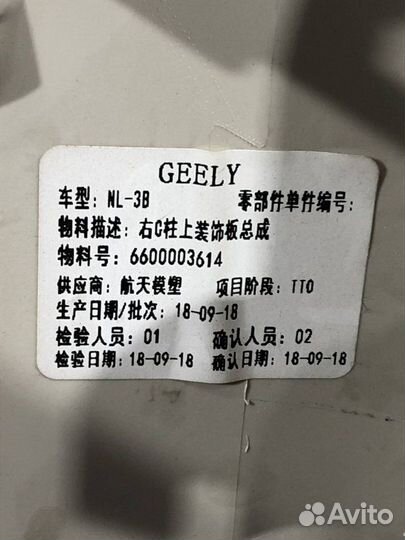 GEELY
车型: NL-3B 零部件单件编号:
物料描述: 右C柱上装饰板总成
物料号: 6600003614
供应商: 航天模塑 项目阶段: TTO
生产日期/批次: 18-09-18
检验人员: 01 确认人员: 02
检验日期: 18-09-18 确认日期: 18-09-18
Avito